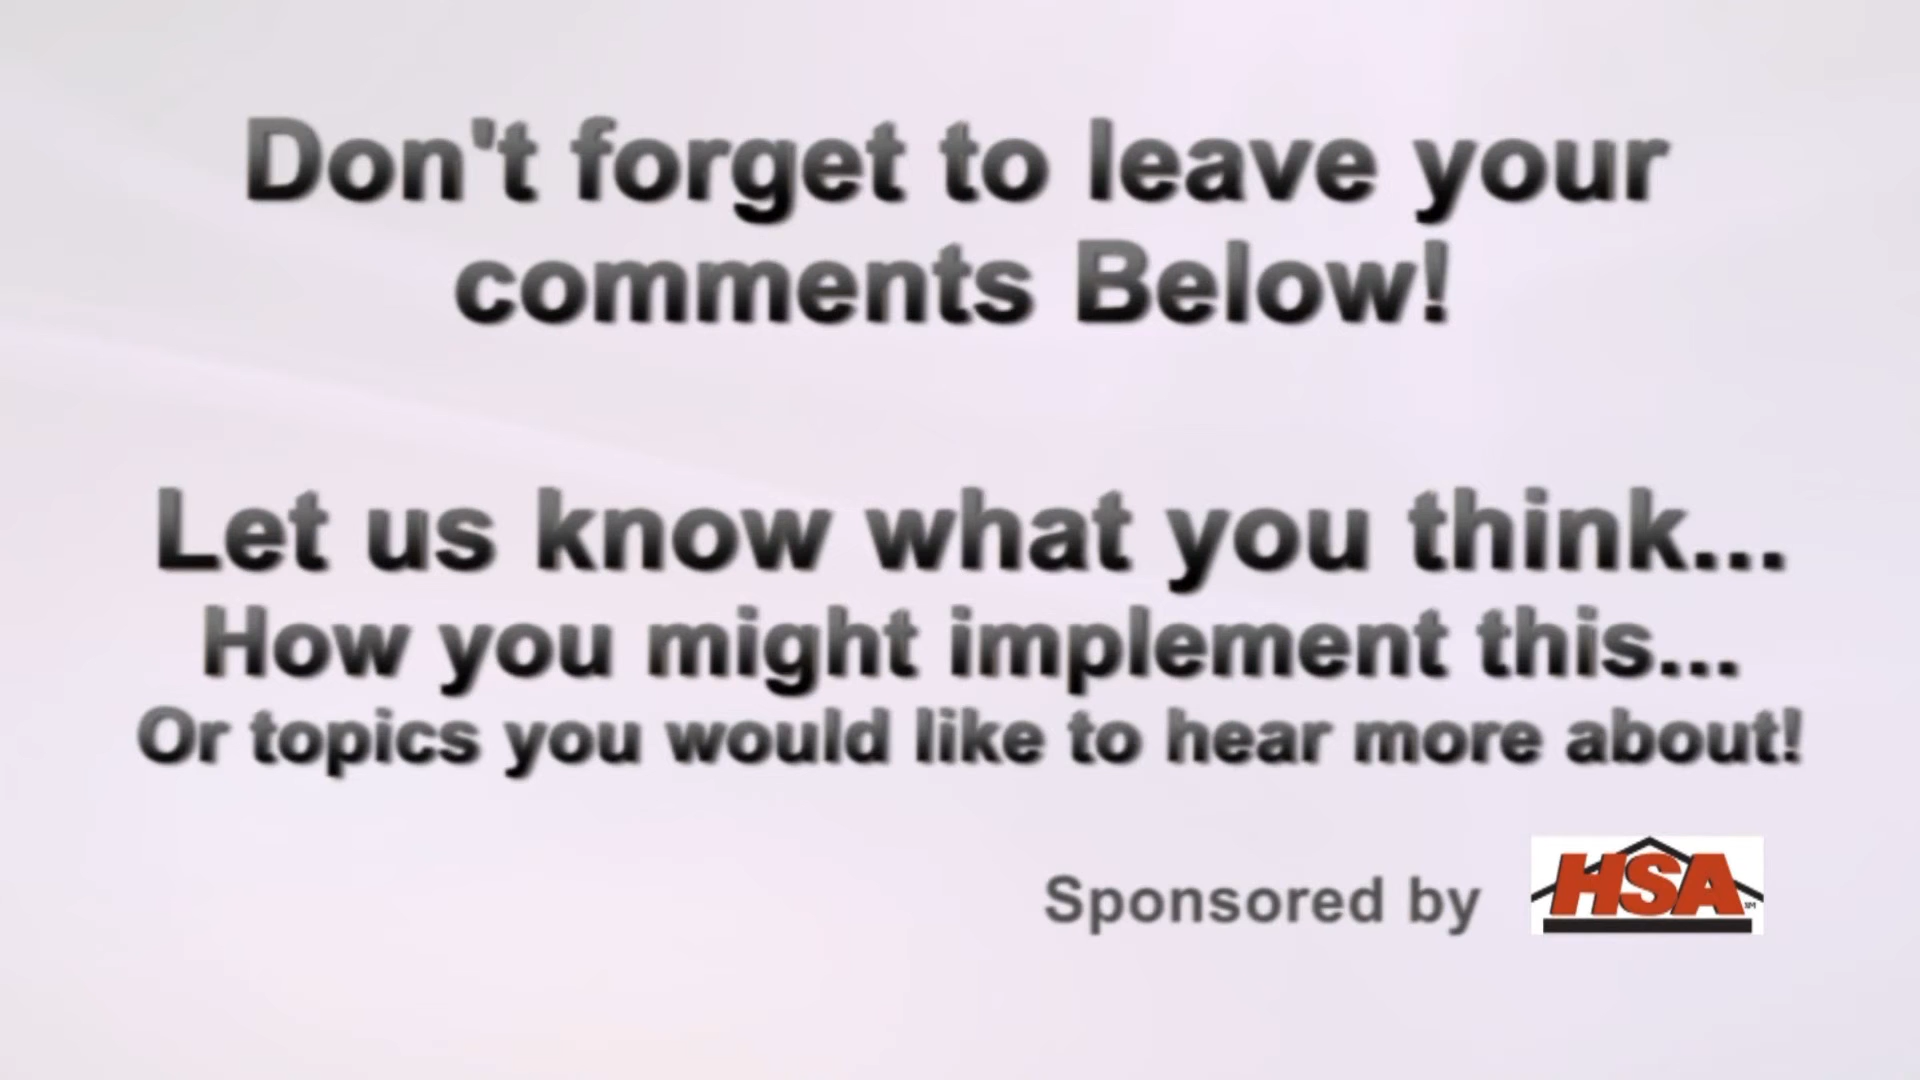 Don't forget to leave your
comments Below!
Let us know what you think...
How you might implement this...
Or topics you would like to hear more about!
Sponsored by HSA SM